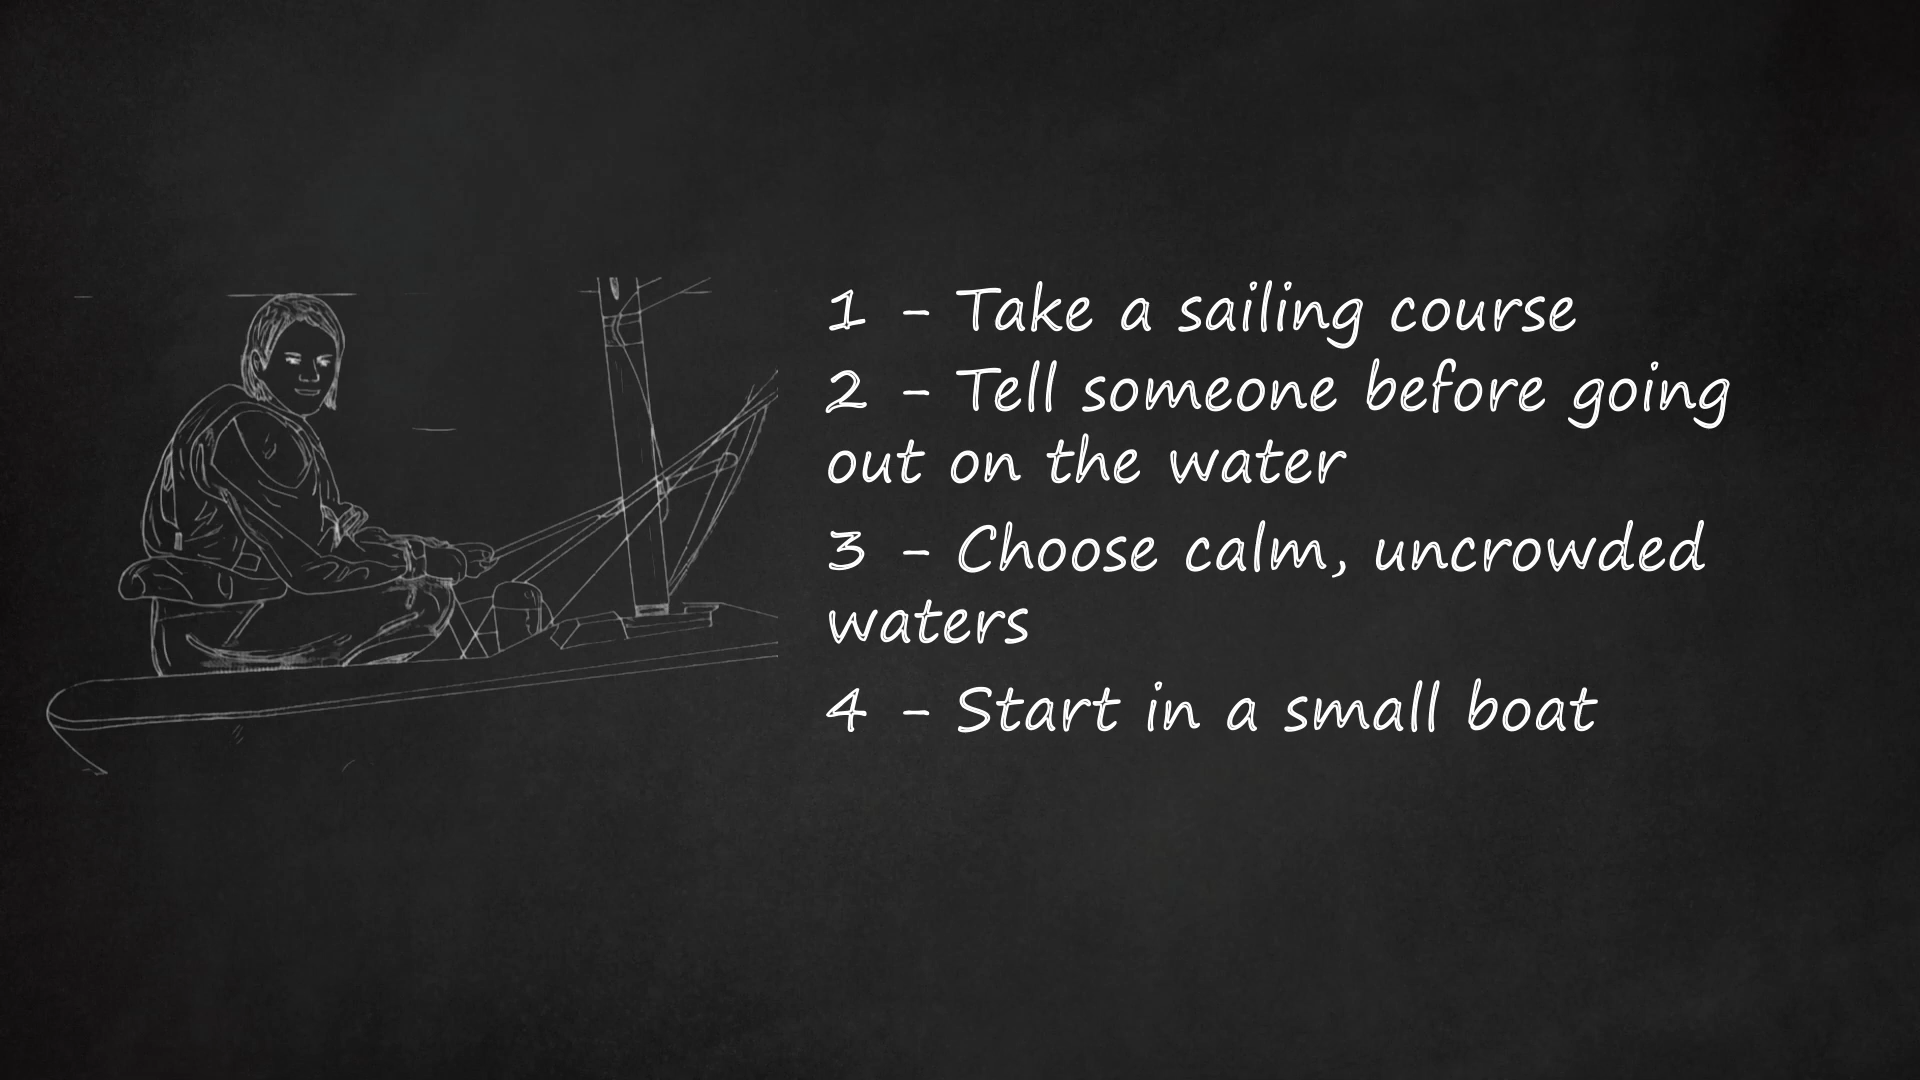 1 - Take a sailing course
2 - Tell someone before going
out on the water
3 - Choose calm, uncrowded
waters
4 - Start in a small boat